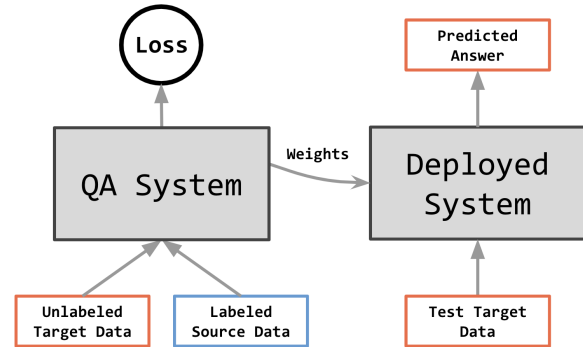 Loss
Predicted
Answer
QA System
Weights
Deployed
System
Unlabeled
Target Data
Labeled
Source Data
Test Target
Data